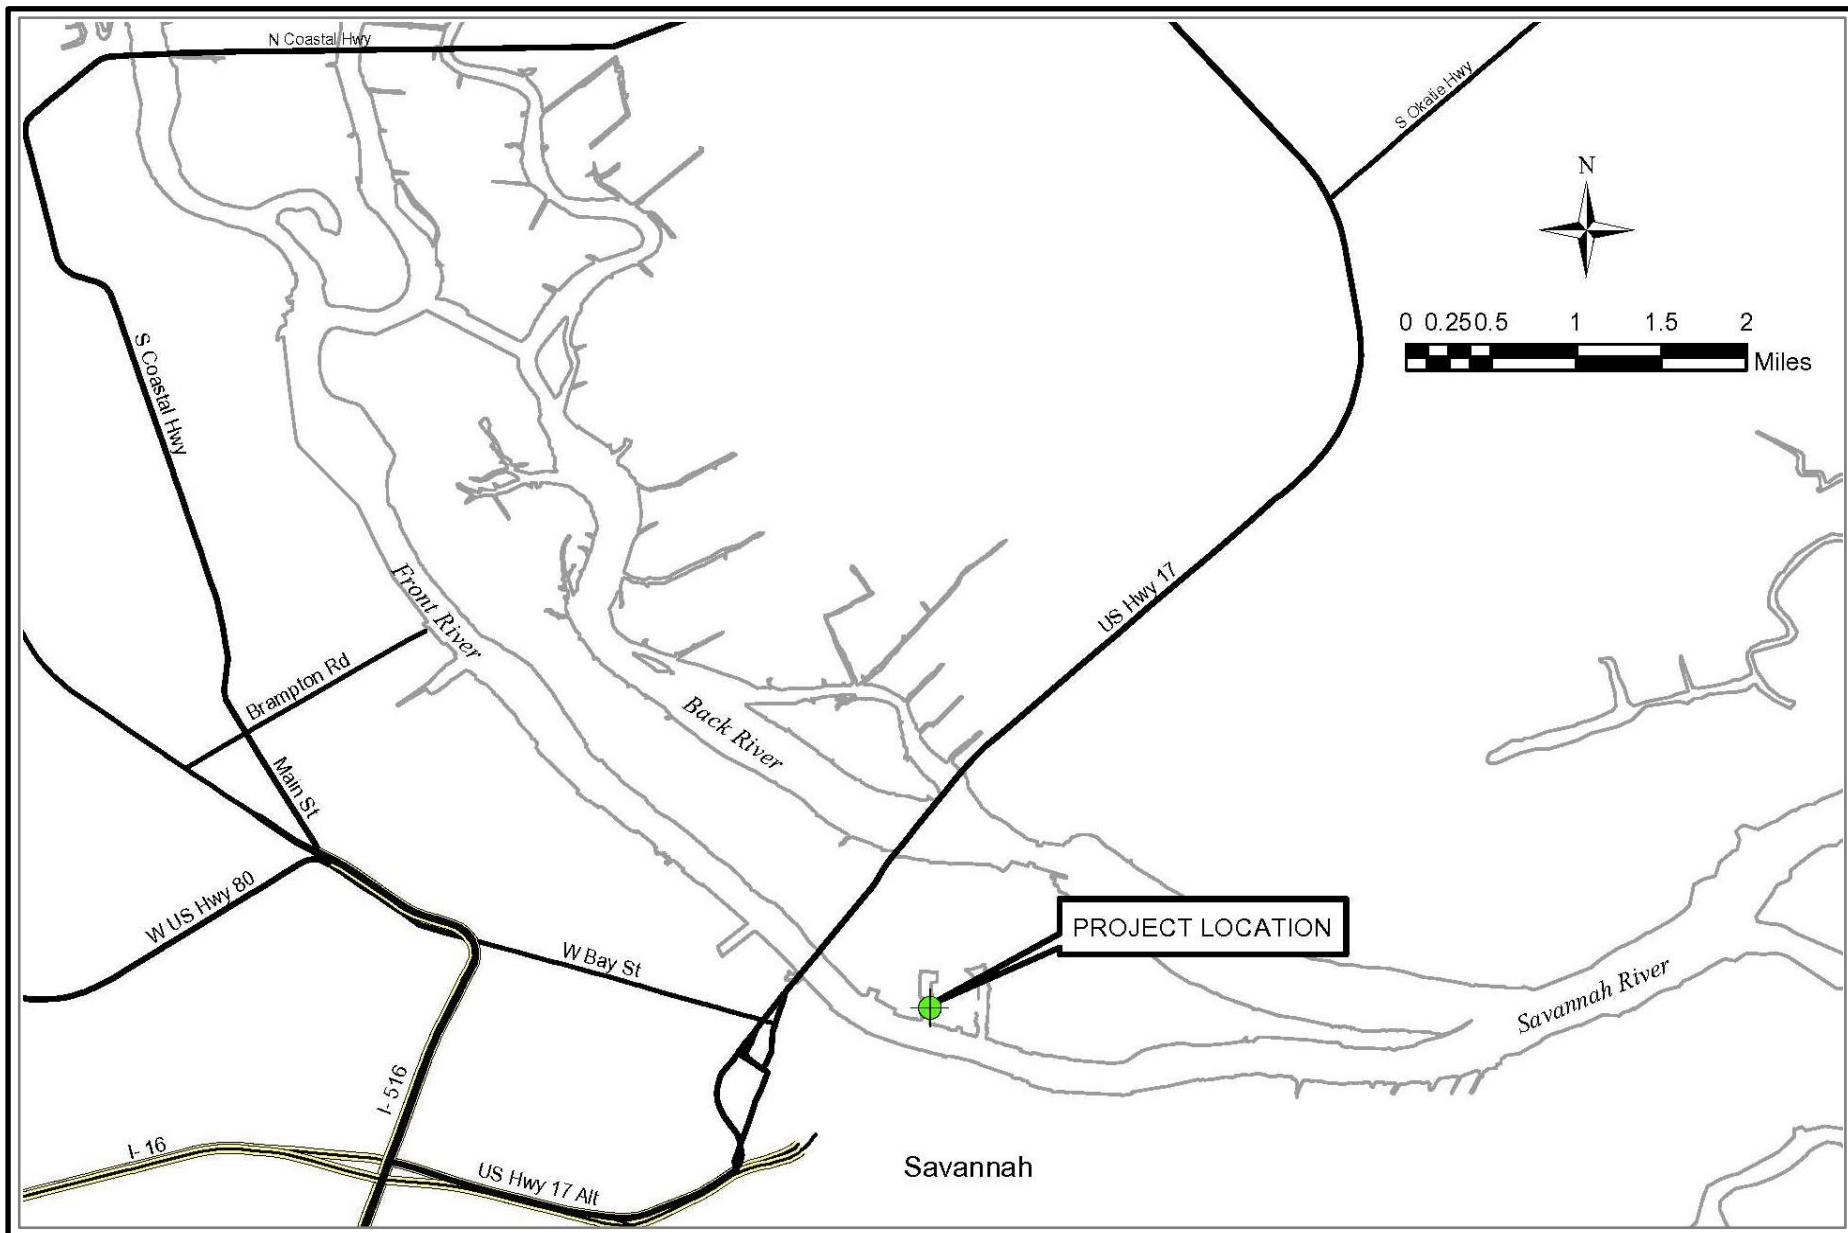 N Coastal Hwy
S Okatie Hwy
N
0 0.25 0.5 1 1.5 2
Miles
S Coastal Hwy
US Hwy 17
Front River
Brampton Rd
Back River
Main St
W US Hwy 80
PROJECT LOCATION
W Bay St
Savannah River
I- 516
I- 16
US Hwy 17 Alt
Savannah